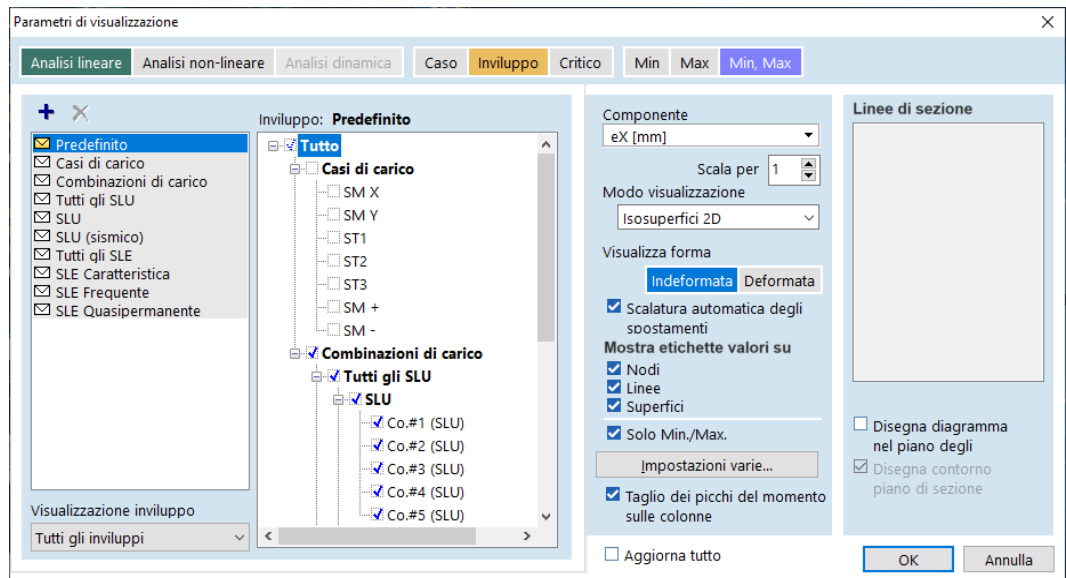 Parametri di visualizzazione
Analisi lineare Analisi non-lineare Analisi dinamica Caso Inviluppo Critico Min Max Min, Max
Inviluppo: Predefinito
Predefinito
Casi di carico
Combinazioni di carico
Tutti gli SLU
SLU
SLU (sismico)
Tutti gli SLE
SLE Caratteristica
SLE Frequente
SLE Quasipermanente
Visualizzazione inviluppo
Tutti gli inviluppi
Tutto
Casi di carico
SM X
SM Y
ST1
ST2
ST3
SM +
SM -
Combinazioni di carico
Tutti gli SLU
SLU
Co.#1 (SLU)
Co.#2 (SLU)
Co.#3 (SLU)
Co.#4 (SLU)
Co.#5 (SLU)
Componente
eX [mm]
Scala per 1
Modo visualizzazione
Isosuperfici 2D
Visualizza forma
Indeformata Deformata
Scalatura automatica degli
spostamenti
Mostra etichette valori su
Nodi
Linee
Superfici
Solo Min./Max.
Impostazioni varie...
Taglio dei picchi del momento
sulle colonne
Aggiorna tutto
Linee di sezione
Disegna diagramma
nel piano degli
Disegna contorno
piano di sezione
OK Annulla